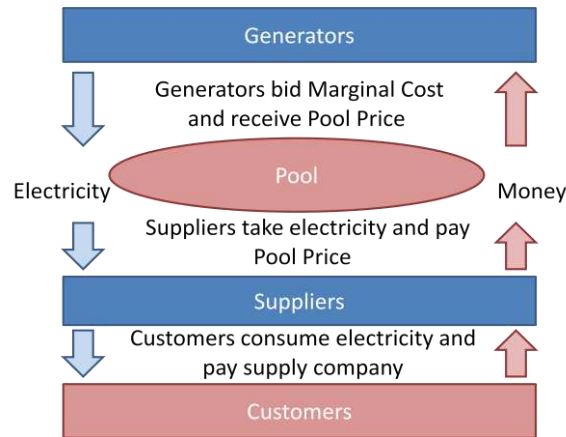 Generators
Generators bid Marginal Cost
and receive Pool Price
Pool
Electricity
Money
Suppliers take electricity and pay
Pool Price
Suppliers
Customers consume electricity and
pay supply company
Customers